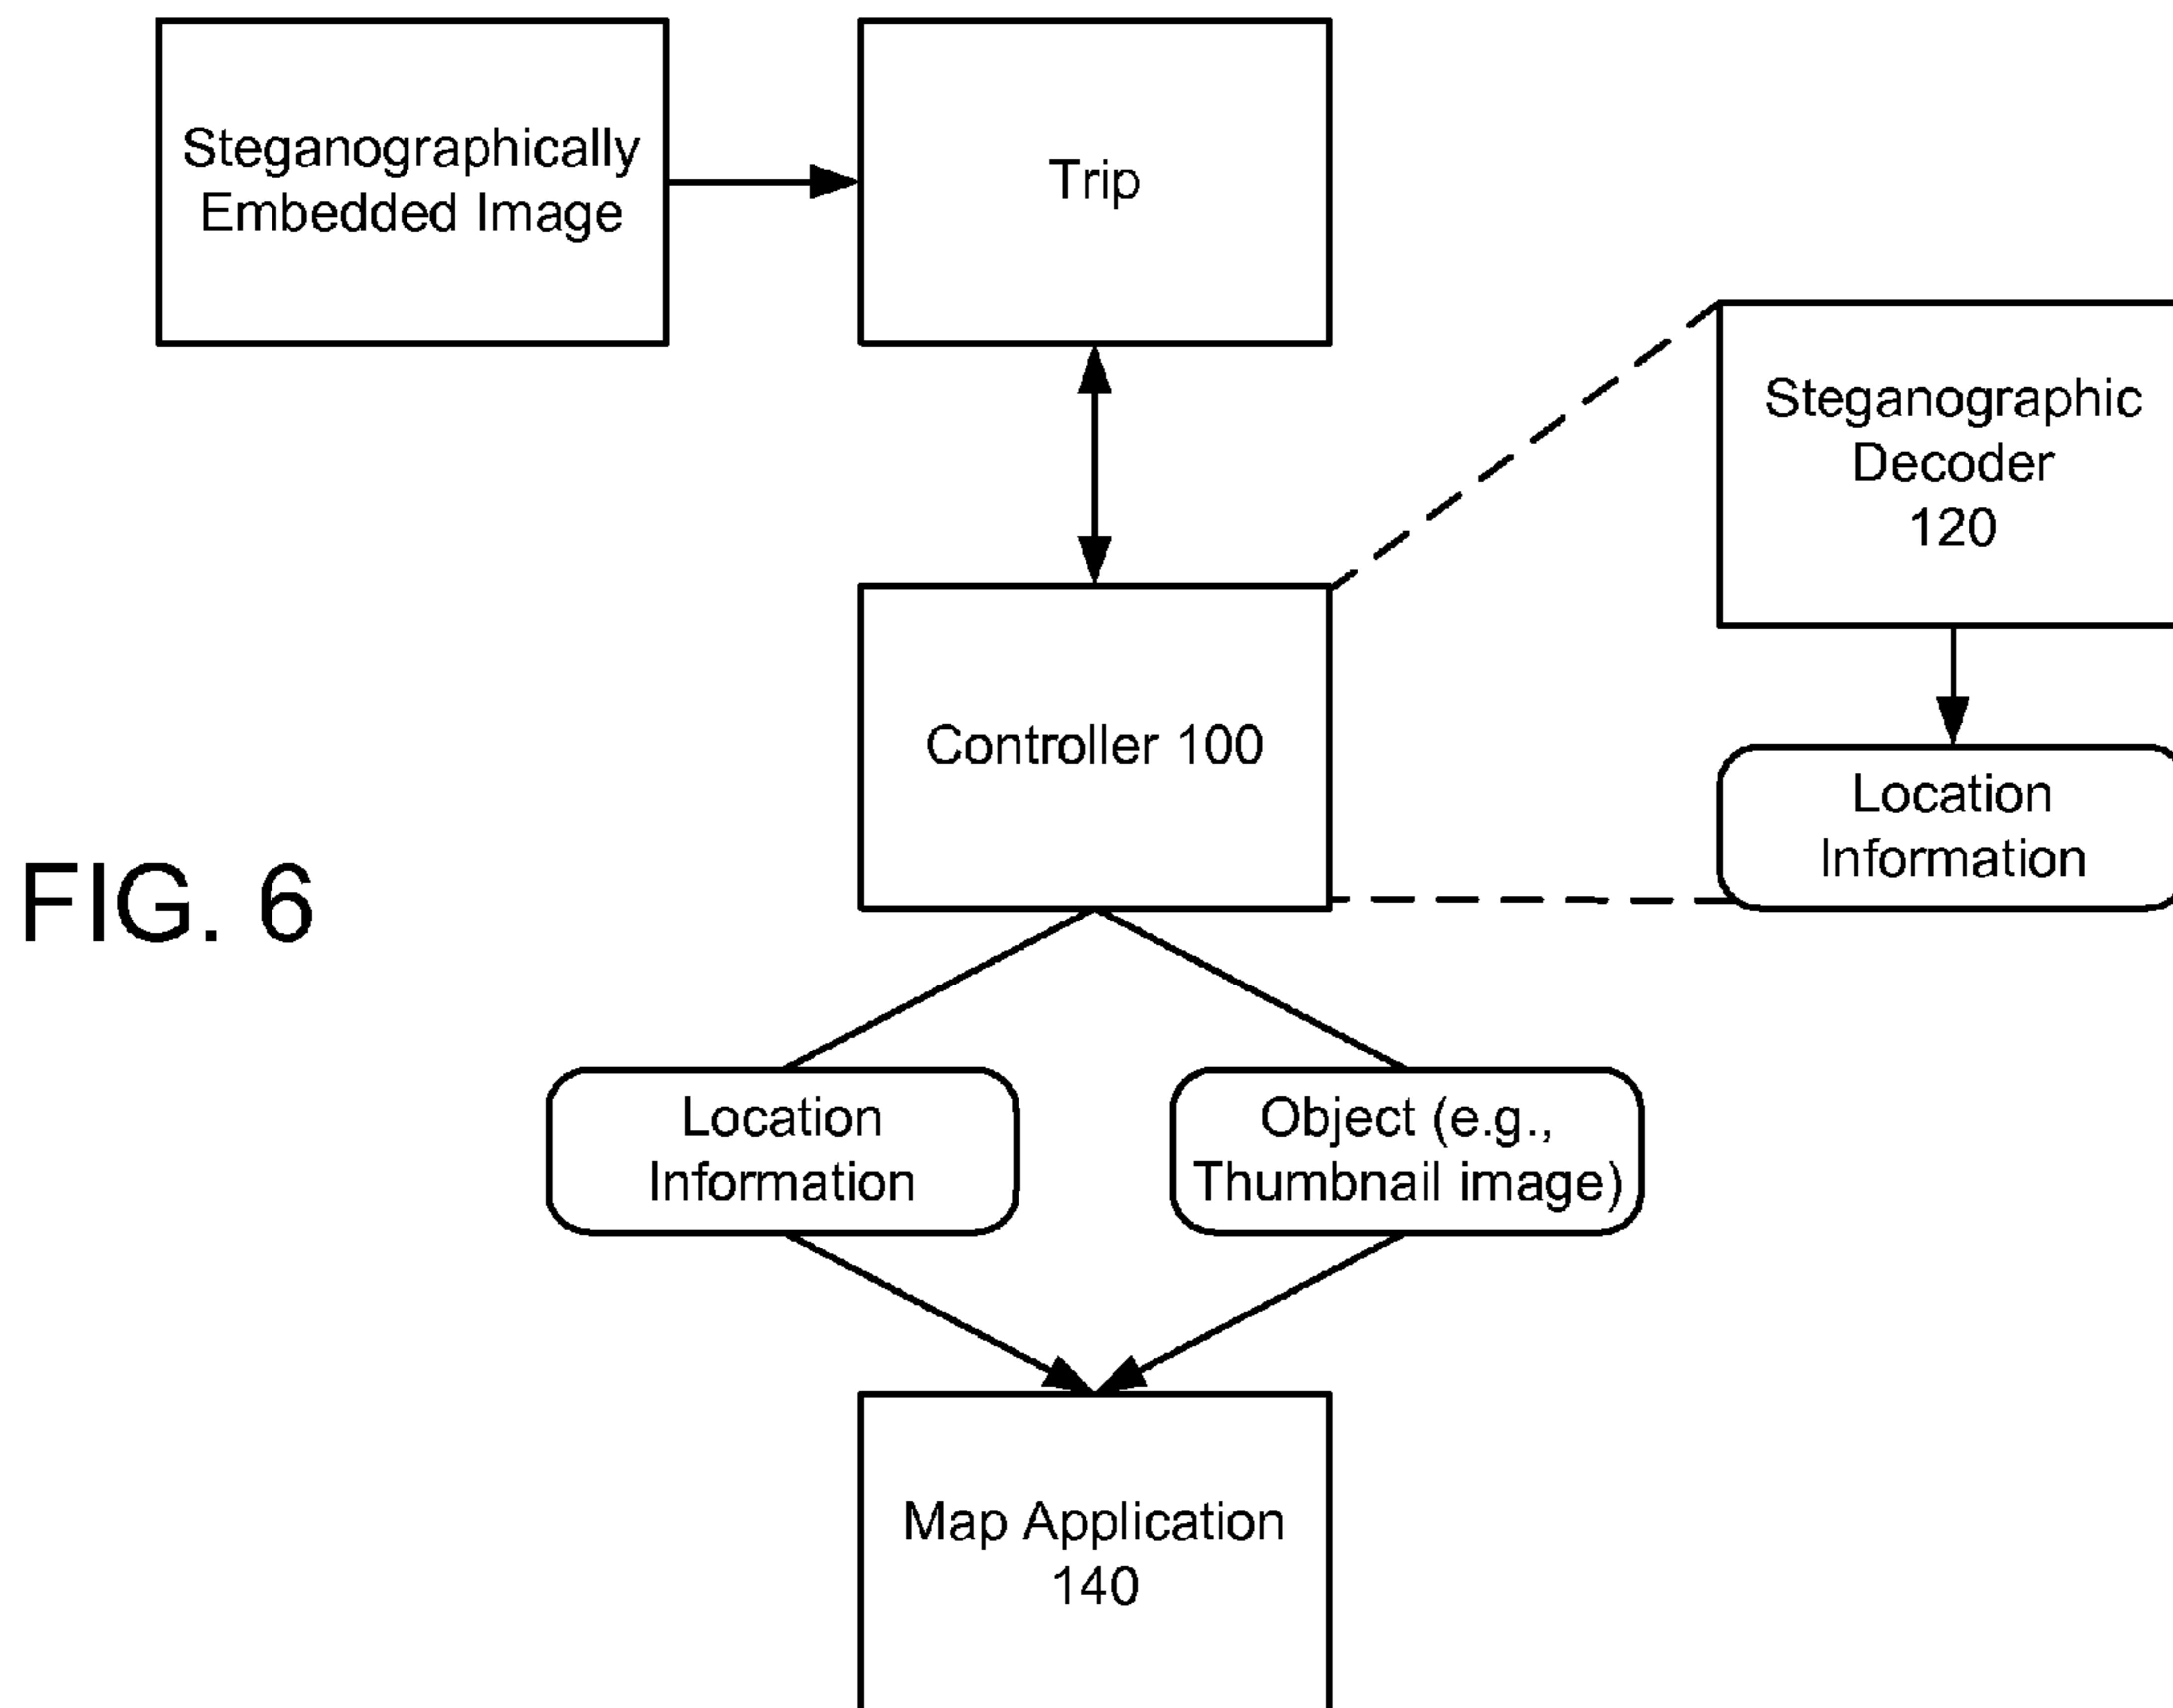 Steganographically
Embedded Image
Trip
Steganographic
Decoder
120
Controller 100
Location
Information
FIG. 6
Location
Information
Object (e.g.,
Thumbnail image)
Map Application
140